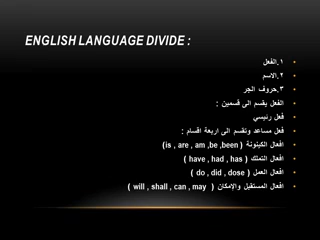 ENGLISH LANGUAGE DIVIDE :
١.الفعل
٢.الاسم
٣.حروف الجر
الفعل يقسم الى قسمين :
فعل رئيسي
فعل مساعد وتقسم الى اربعة اقسام :
افعال الكينونة (is , are , am ,be ,been)
افعال التملك ( have , had , has )
افعال العمل ( do , did , dose )
افعال المستقبل والإمكان ( will , shall , can , may )